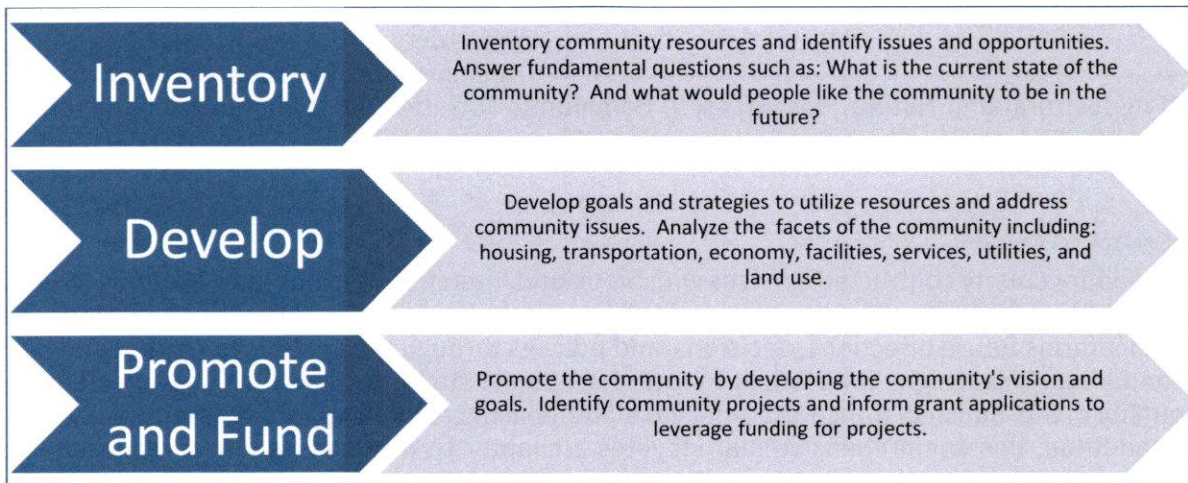 Inventory
Inventory community resources and identify issues and opportunities.
Answer fundamental questions such as: What is the current state of the
community? And what would people like the community to be in the
future?
Develop
Develop goals and strategies to utilize resources and address
community issues. Analyze the facets of the community including:
housing, transportation, economy, facilities, services, utilities, and
land use.
Promote
and Fund
Promote the community by developing the community's vision and
goals. Identify community projects and inform grant applications to
leverage funding for projects.